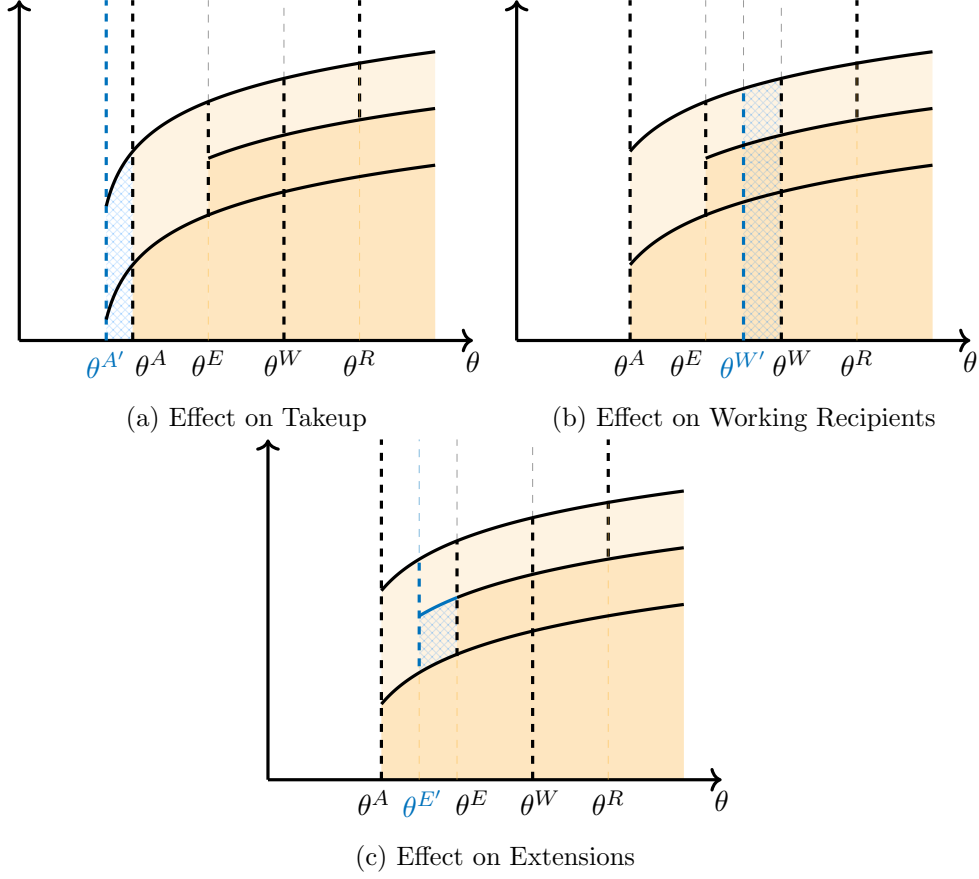 θ^{A'} θ^A θ^E θ^W θ^R θ
(a) Effect on Takeup
θ^A θ^E θ^{W'} θ^W θ^R θ
(b) Effect on Working Recipients
θ^A θ^{E'} θ^E θ^W θ^R θ
(c) Effect on Extensions